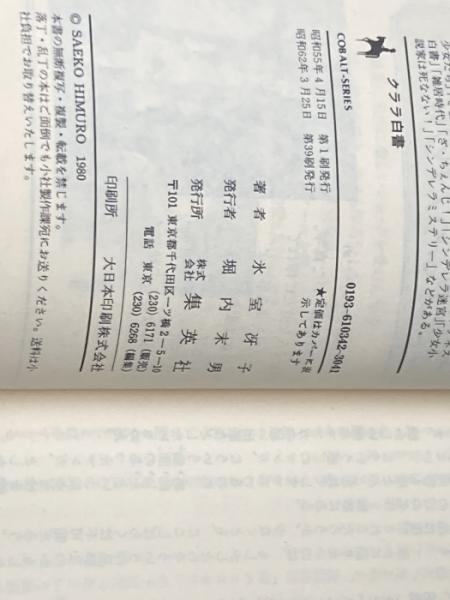 白書」「雑居時代」「ざ・ちぇんじ！」「シンデレラ迷宮」「少女小
説家は死なない！」「シンデレラミステリー」などがある。
クララ白書
COBALT-SERIES
0193-610342-3041
昭和55年4月15日 第1刷発行
昭和62年3月25日 第39刷発行
★定価はカバーに表
示してあります
著者 氷室冴子
発行者 堀内末男
発行所 株式会社 集英社
〒101 東京都千代田区一ツ橋2-5-10
電話 東京 (230) 6171 (販売)
(230) 6268 (編集)
印刷所 大日本印刷株式会社
© SAEKO HIMURO 1980
本書の無断複写・複製・転載を禁じます。
落丁・乱丁の本はご面倒でも小社製作課宛にお送りください。送料は小
社負担でお取り替えいたします。